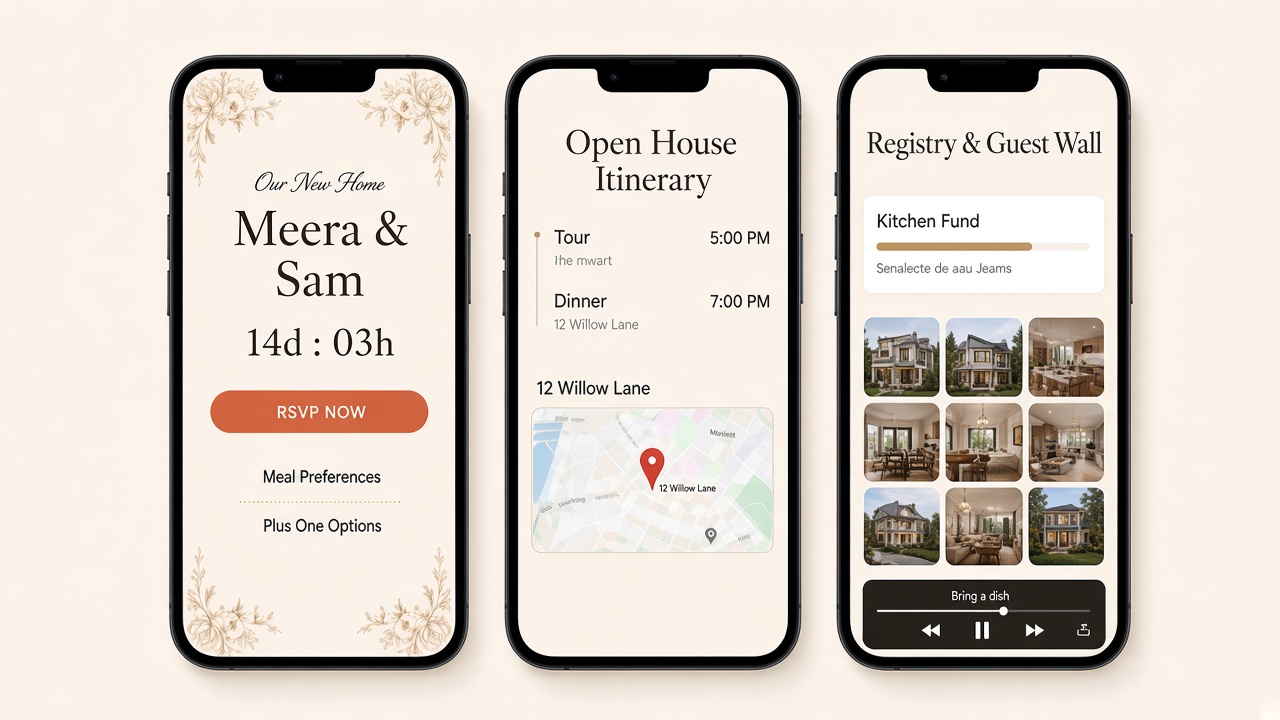 Our New Home
Meera &
Sam
14d : 03h
RSVP NOW
Meal Preferences
Plus One Options
Open House
Itinerary
Tour 5:00 PM
Ihe mwart
Dinner 7:00 PM
12 Willow Lane
12 Willow Lane
12 Willow Lane
Registry & Guest Wall
Kitchen Fund
Senalecte de aau Jeams
Bring a dish